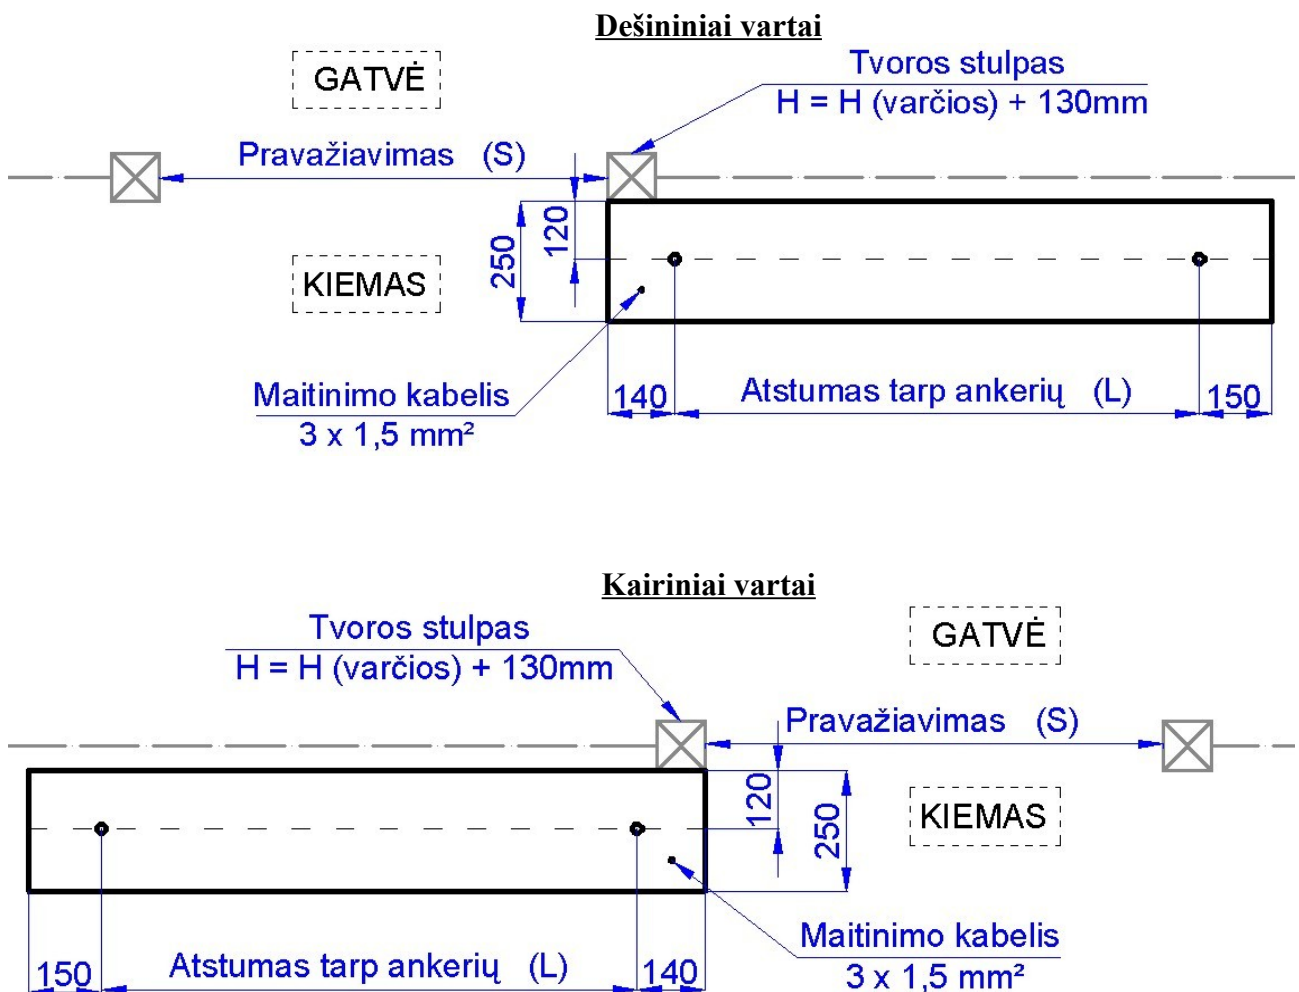 Dešininiai vartai
GATVĖ
Tvoros stulpas
H = H (varčios) + 130mm
Pravažiavimas (S)
120
250
KIEMAS
Maitinimo kabelis
3 x 1,5 mm²
140
Atstumas tarp ankerių (L)
150
Kairiniai vartai
Tvoros stulpas
H = H (varčios) + 130mm
GATVĖ
Pravažiavimas (S)
120
250
KIEMAS
Maitinimo kabelis
3 x 1,5 mm²
150
Atstumas tarp ankerių (L)
140